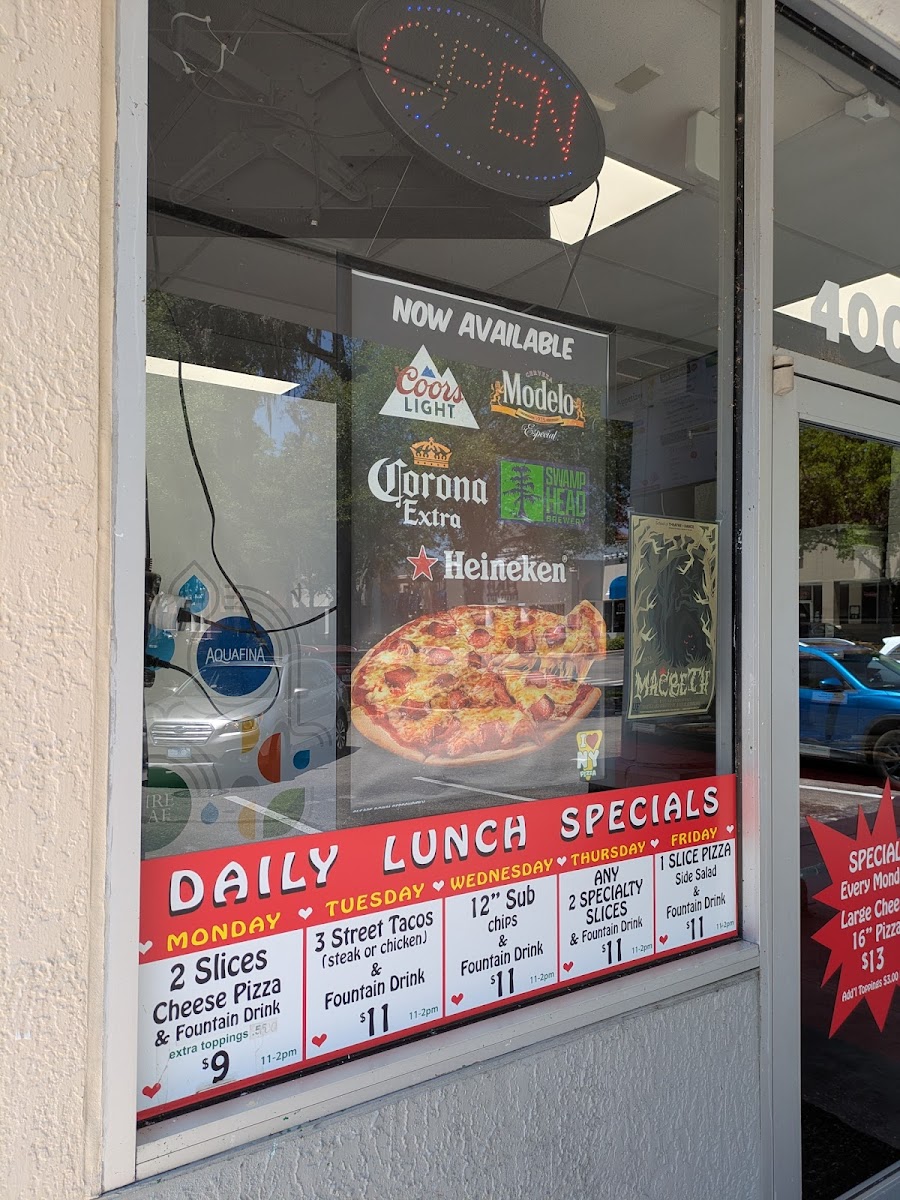 OPEN
NOW AVAILABLE
Coors
LIGHT
CERVEZA
Modelo
Especial
Corona
Extra
SWAMP
HEAD
BREWERY
Heineken
AQUAFINA
MACBETH
I NY
PIZZA
400
DAILY LUNCH SPECIALS
MONDAY
2 Slices
Cheese Pizza
& Fountain Drink
extra toppings
$9 11-2pm
TUESDAY
3 Street Tacos
(steak or chicken)
&
Fountain Drink
$11 11-2pm
WEDNESDAY
12” Sub
chips
&
Fountain Drink
$11 11-2pm
THURSDAY
ANY
2 SPECIALTY
SLICES
& Fountain Drink
$11 11-2pm
FRIDAY
1 SLICE PIZZA
Side Salad
&
Fountain Drink
$11 11-2pm
SPECIAL
Every Mond
Large Chee
16” Pizza
$13
Add'l Toppings $3.00